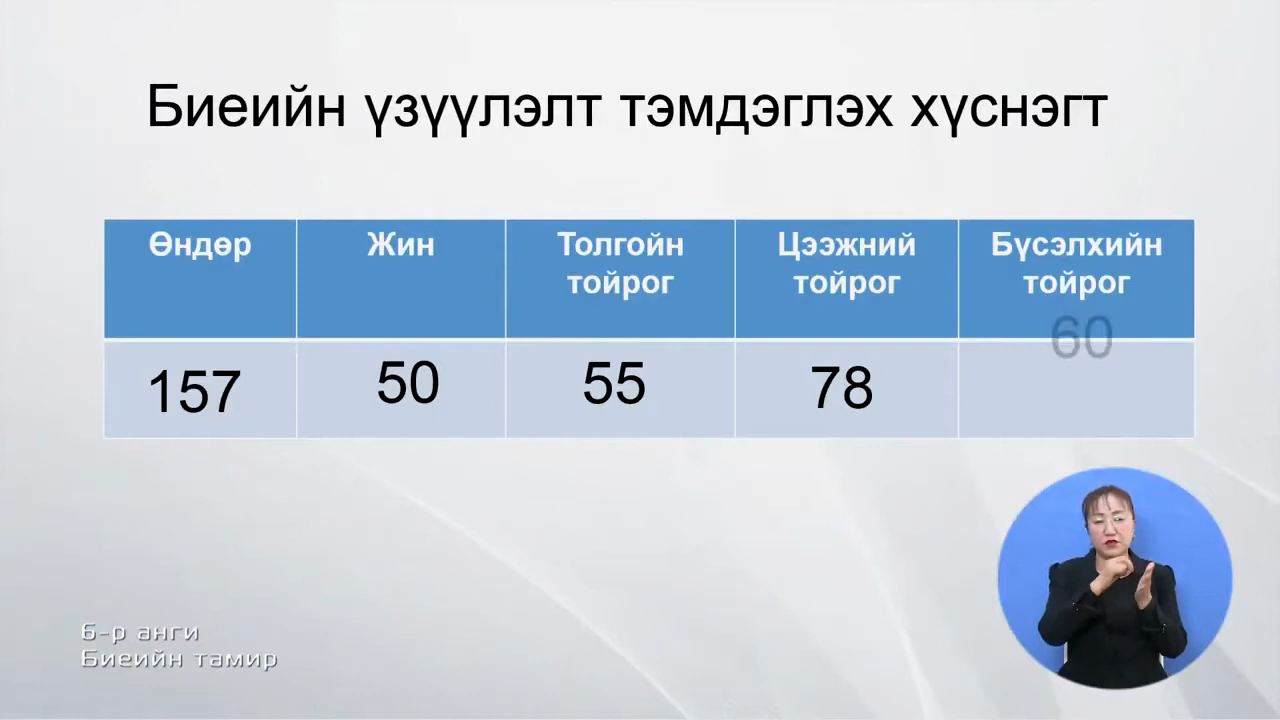 Биеийн үзүүлэлт тэмдэглэх хүснэгт
Өндөр
Жин
Толгойн
тойрог
Цээжний
тойрог
Бүсэлхийн
тойрог
157
50
55
78
60
6-р анги
Биеийн тамир